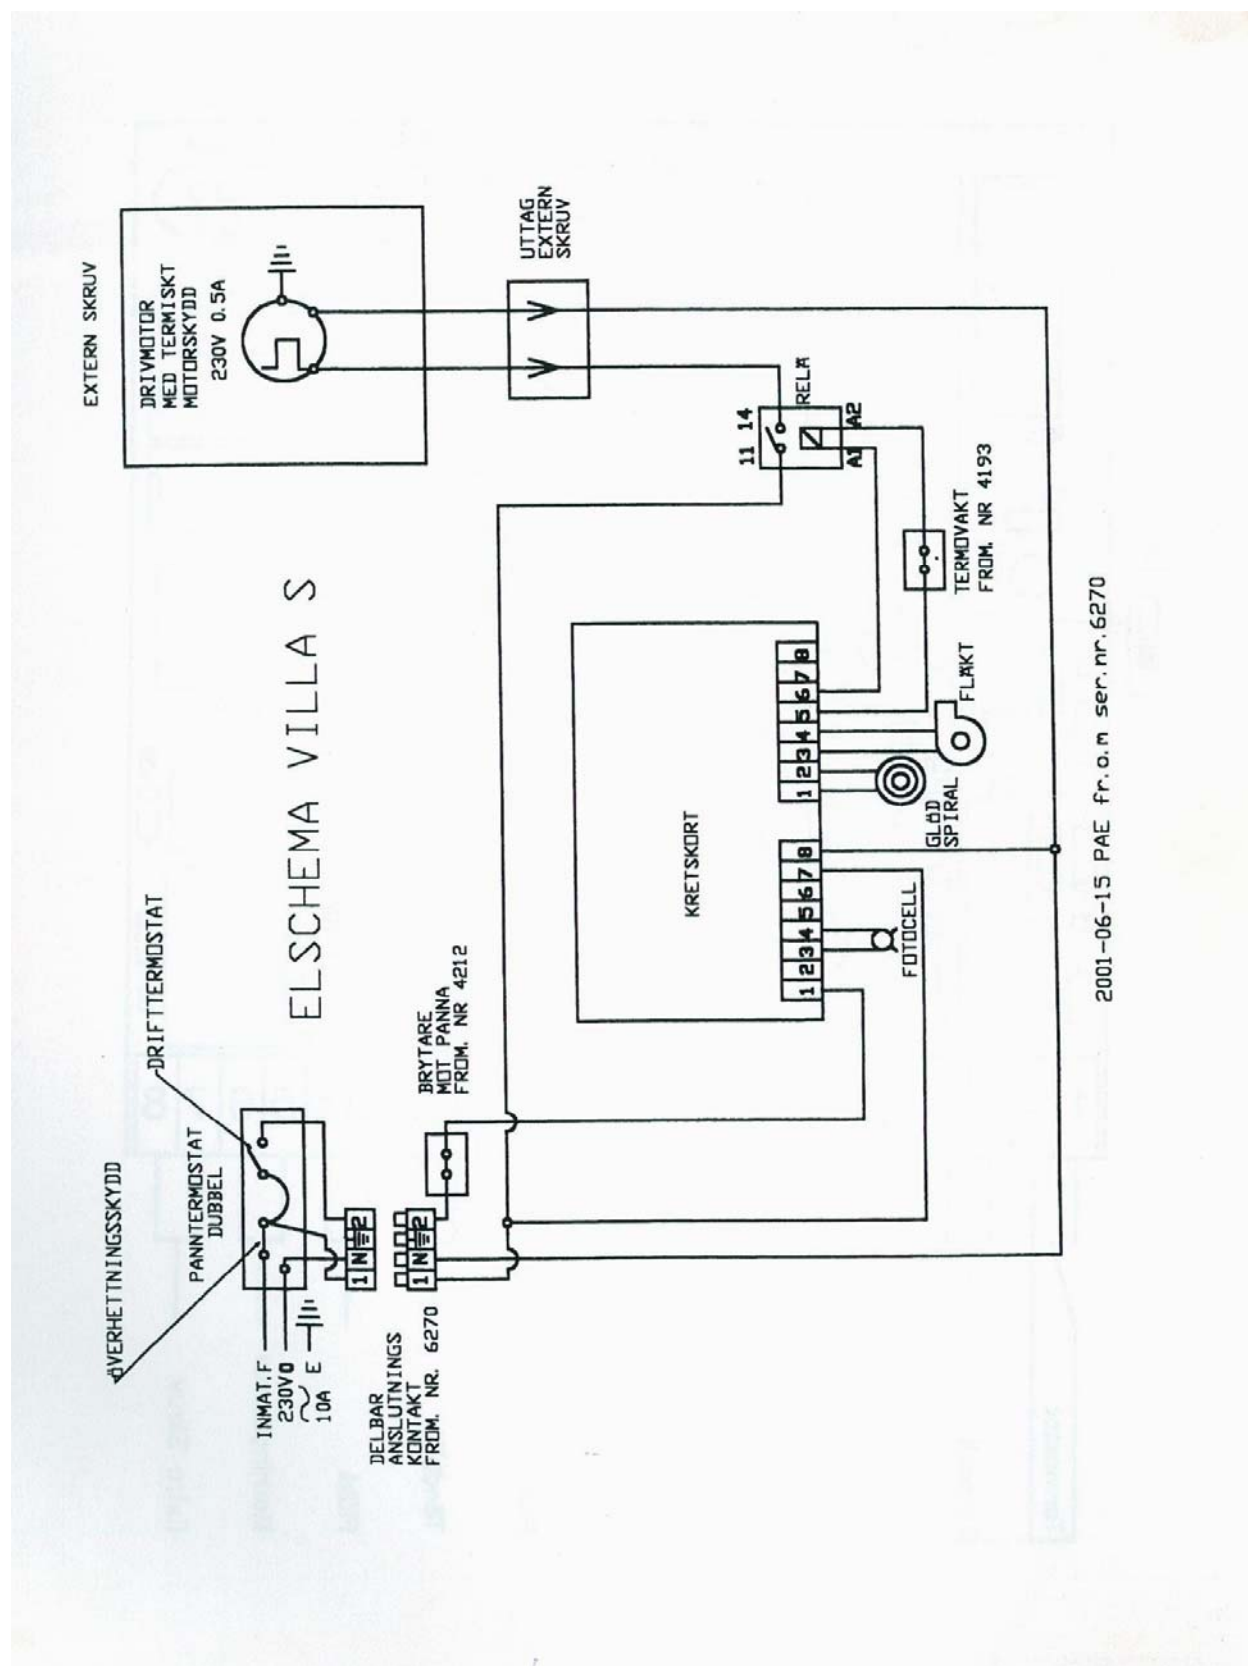 ELSCHEMA VILLA S
EXTERN SKRUV
DRIVMOTOR
MED TERMISKT
MOTORSKYDD
230V 0.5A
UTTAG
EXTERN
SKRUV
ÖVERHETTNINGSSKYDD
DRIFTTERMOSTAT
PANNTERMOSTAT
DUBBEL
INMAT. F
230V 0
10A E
1 N 2
1 N 2
DELBAR
ANSLUTNINGS
KONTAKT
FROM. NR. 6270
BRYTARE
MOT PANNA
FROM. NR 4212
KRETSKORT
1 2 3 4 5 6 7 8
1 2 3 4 5 6 7 8
FOTOCELL
GLÖD
SPIRAL
FLÄKT
TERMOVAKT
FROM. NR 4193
11 14
RELÄ
A1 A2
2001-06-15 PAE fr.o.m ser.nr.6270